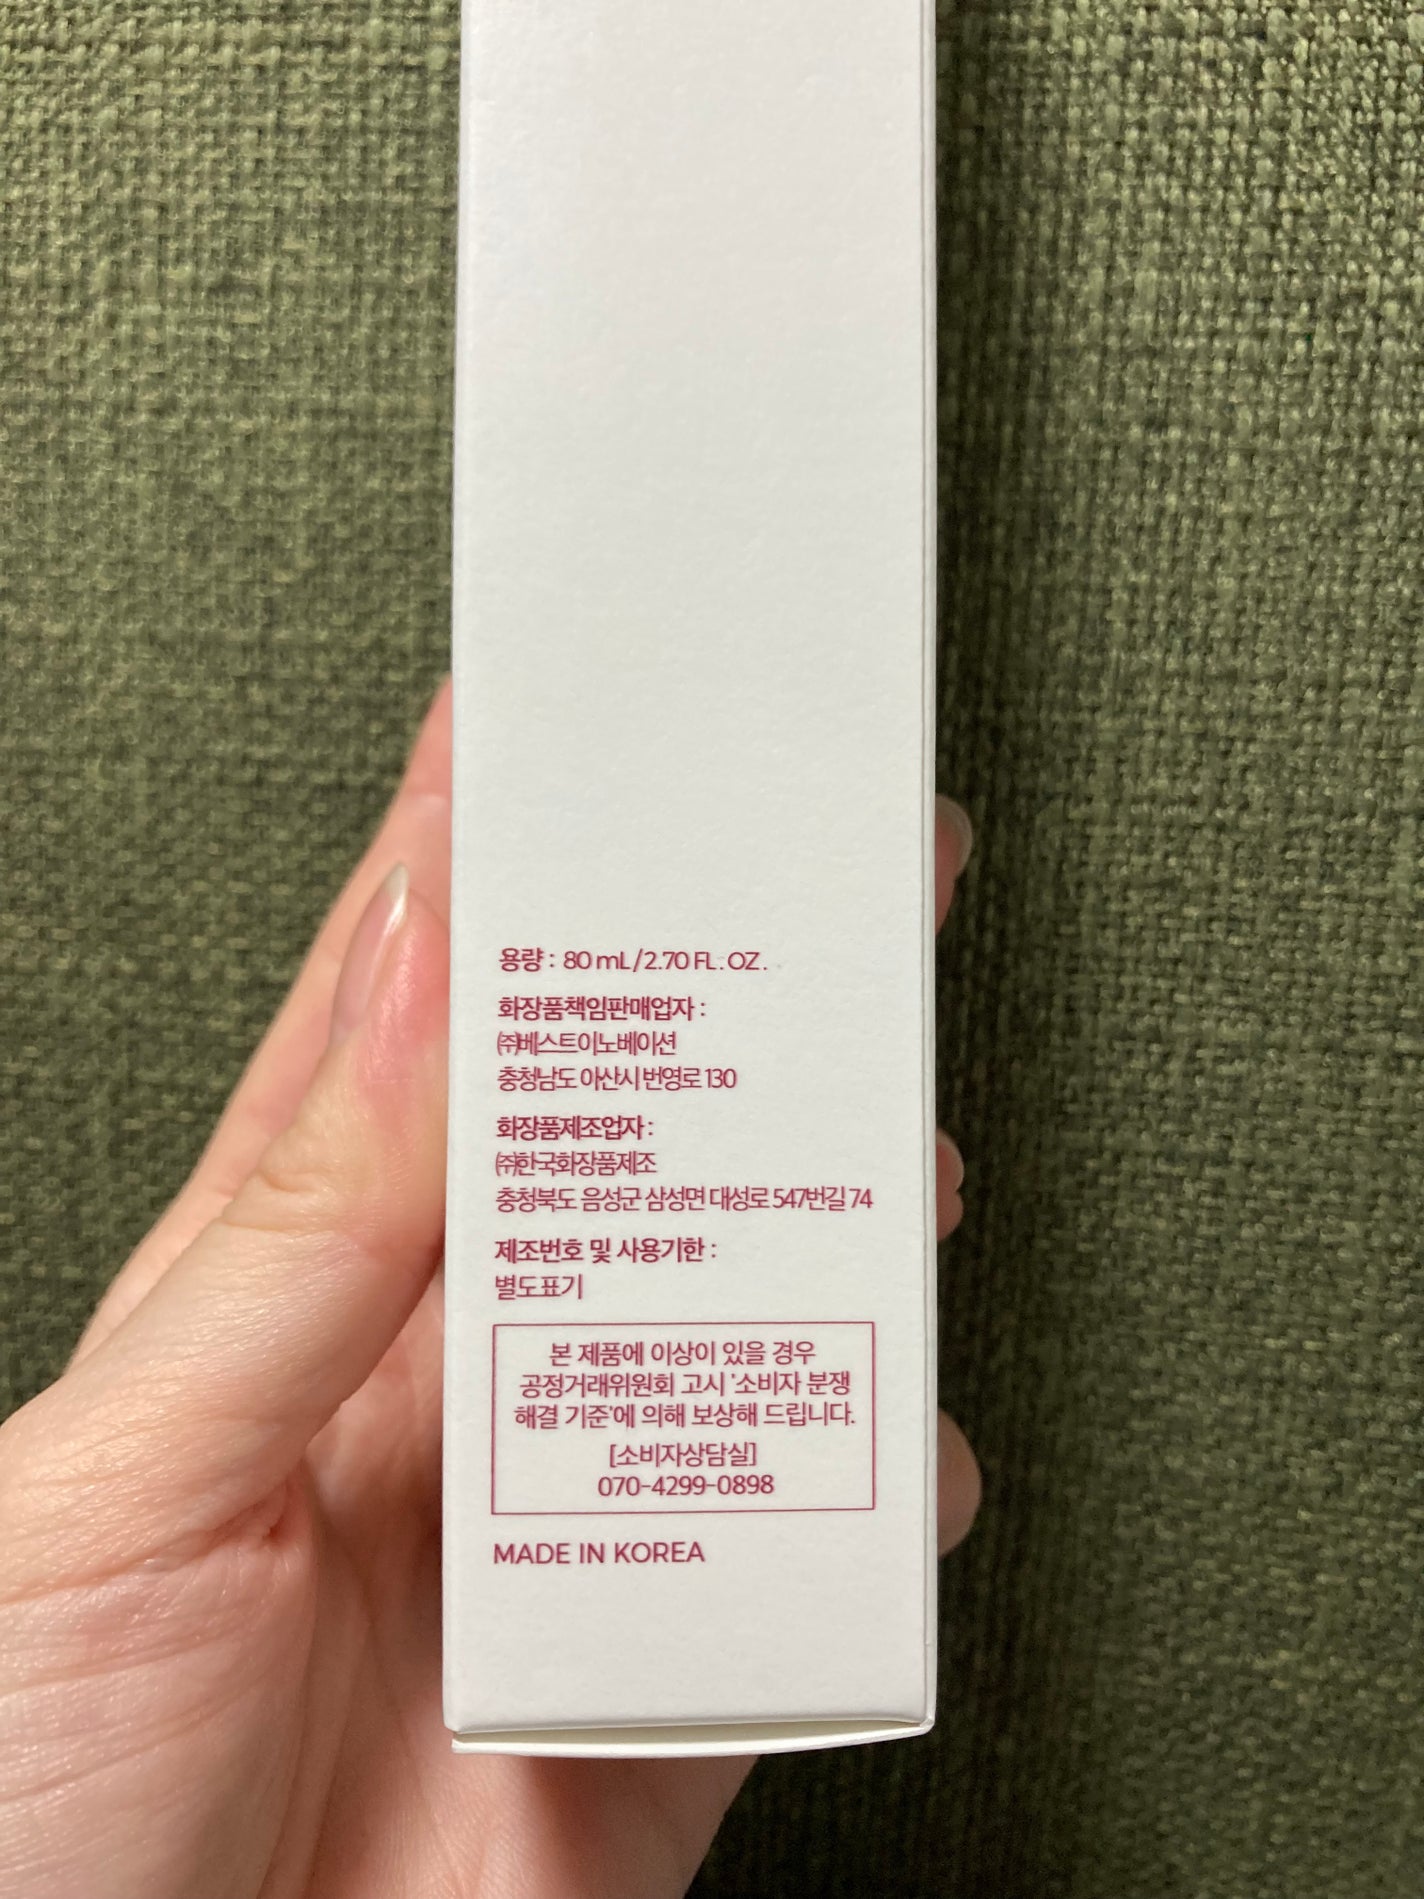 용량 : 80 mL/2.70 FL.OZ.
화장품책임판매업자 :
㈜베스트이노베이션
충청남도 아산시 번영로 130
화장품제조업자 :
㈜한국화장품제조
충청북도 음성군 삼성면 대성로 547번길 74
제조번호 및 사용기한 :
별도표기
본 제품에 이상이 있을 경우
공정거래위원회 고시 '소비자 분쟁
해결 기준'에 의해 보상해 드립니다.
[소비자상담실]
070-4299-0898
MADE IN KOREA